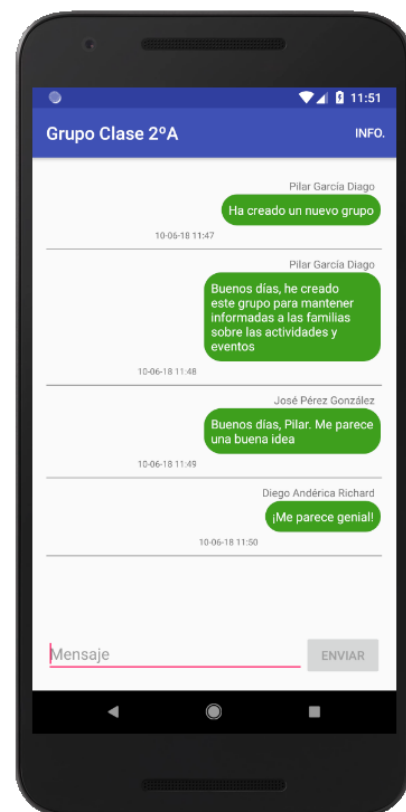 11:51
Grupo Clase 2ºA
INFO.
Pilar García Diago
Ha creado un nuevo grupo
10-06-18 11:47
Pilar García Diago
Buenos días, he creado
este grupo para mantener
informadas a las familias
sobre las actividades y
eventos
10-06-18 11:48
José Pérez González
Buenos días, Pilar. Me parece
una buena idea
10-06-18 11:49
Diego Andérica Richard
¡Me parece genial!
10-06-18 11:50
Mensaje
ENVIAR